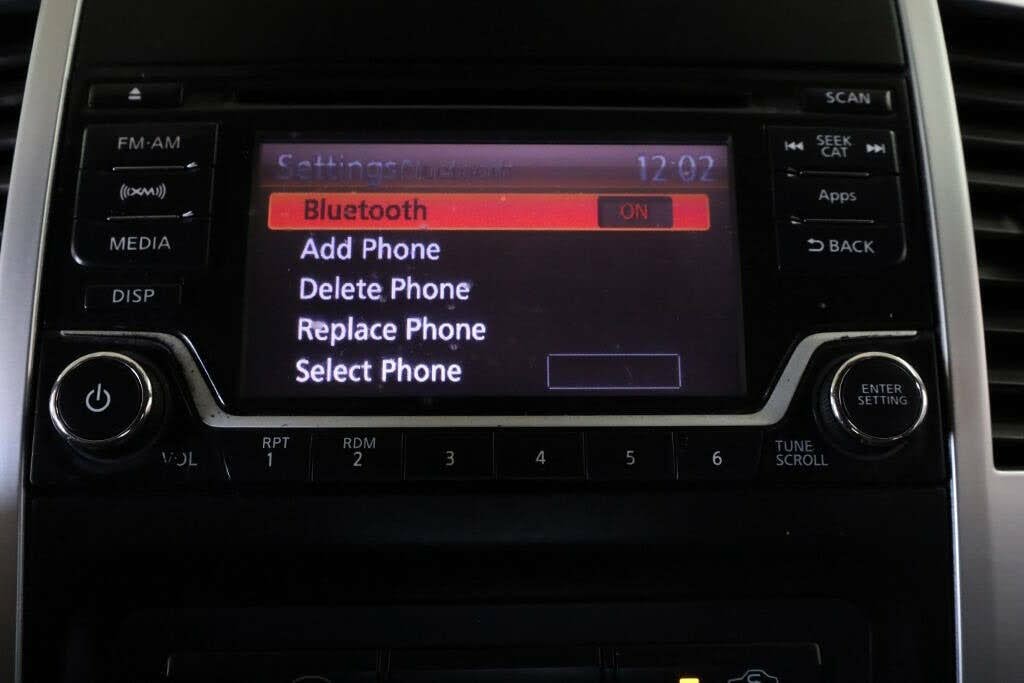 SCAN
FM·AM
SEEK
CAT
Settings Bluetooth 12:02
XM
Bluetooth ON
Apps
MEDIA
Add Phone
BACK
DISP
Delete Phone
Replace Phone
Select Phone
ENTER
SETTING
VOL
RPT
1
RDM
2
3
4
5
6
TUNE
SCROLL